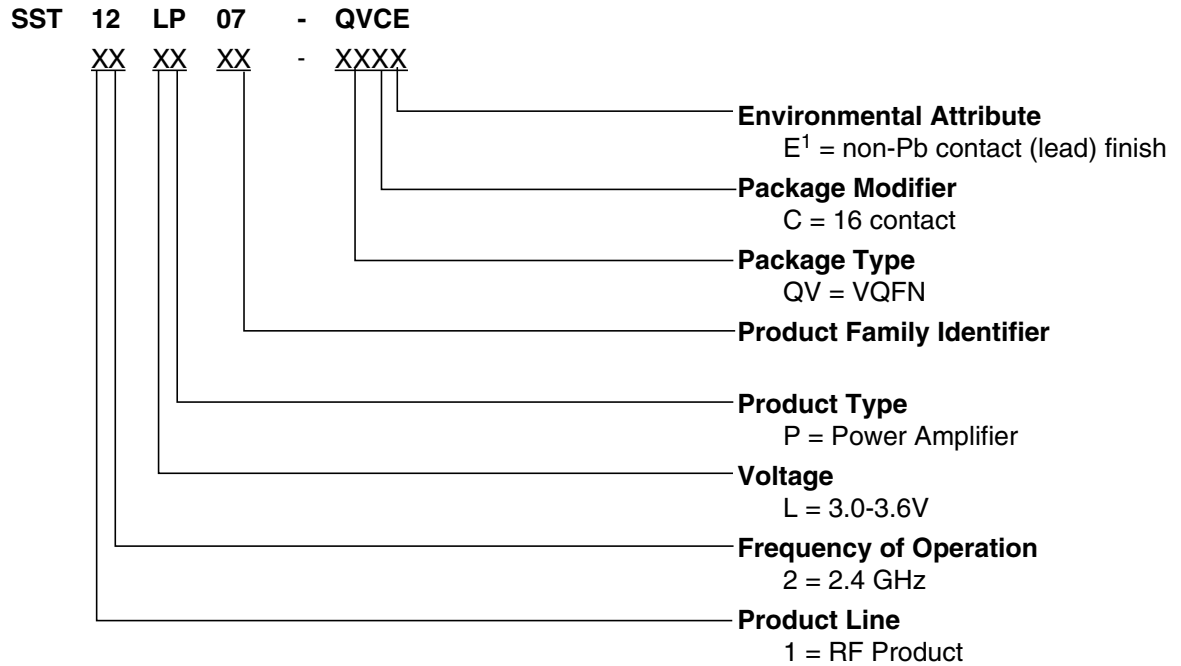 SST 12 LP 07 - QVCE
XX XX XX - XXXX
Environmental Attribute
E1 = non-Pb contact (lead) finish
Package Modifier
C = 16 contact
Package Type
QV = VQFN
Product Family Identifier
Product Type
P = Power Amplifier
Voltage
L = 3.0-3.6V
Frequency of Operation
2 = 2.4 GHz
Product Line
1 = RF Product